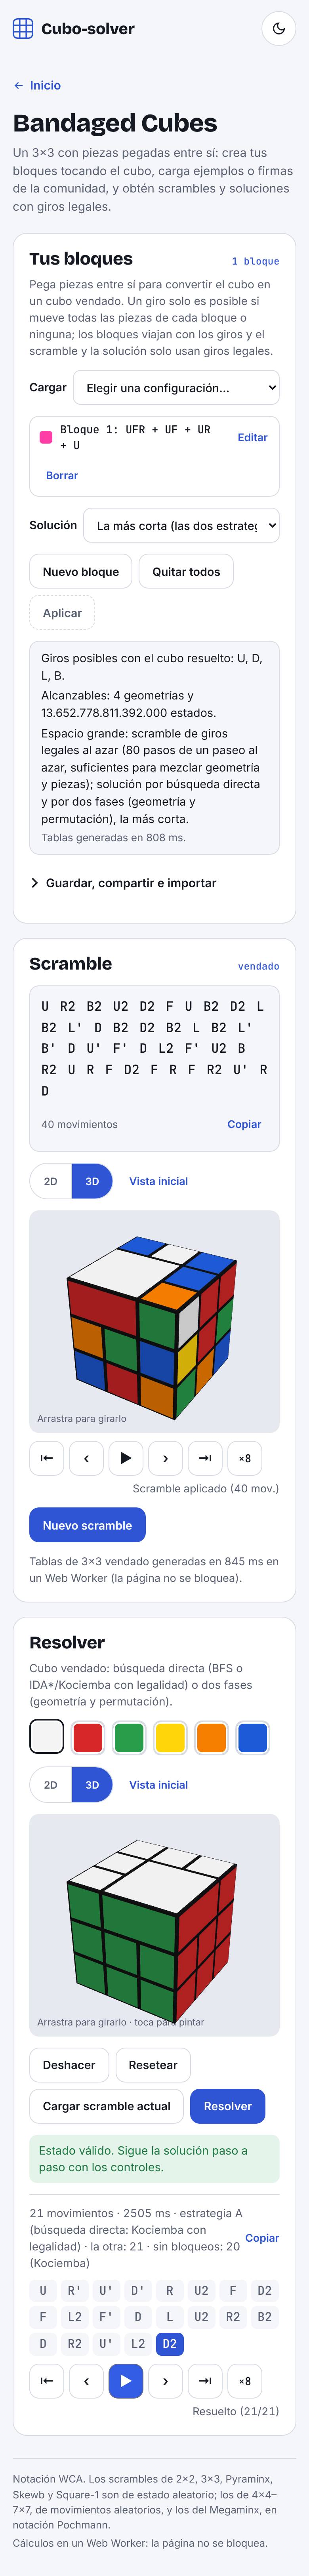 Cubo-solver
← Inicio
Bandaged Cubes
Un 3×3 con piezas pegadas entre sí: crea tus
bloques tocando el cubo, carga ejemplos o firmas
de la comunidad, y obtén scrambles y soluciones
con giros legales.
Tus bloques
1 bloque
Pega piezas entre sí para convertir el cubo en
un cubo vendado. Un giro solo es posible si
mueve todas las piezas de cada bloque o
ninguna; los bloques viajan con los giros y el
scramble y la solución solo usan giros legales.
Cargar
Elegir una configuración...
Bloque 1: UFR + UF + UR
+ U
Editar
Borrar
Solución
La más corta (las dos estrateg
Nuevo bloque
Quitar todos
Aplicar
Giros posibles con el cubo resuelto: U, D,
L, B.
Alcanzables: 4 geometrías y
13.652.778.811.392.000 estados.
Espacio grande: scramble de giros
legales al azar (80 pasos de un paseo al
azar, suficientes para mezclar geometría
y piezas); solución por búsqueda directa
y por dos fases (geometría y
permutación), la más corta.
Tablas generadas en 808 ms.
Guardar, compartir e importar
Scramble
vendado
U R2 B2 U2 D2 F U B2 D2 L
B2 L' D B2 D2 B2 L B2 L'
B' D U' F' D L2 F' U2 B
R2 U R F D2 F R F R2 U' R
D
40 movimientos
Copiar
2D
3D
Vista inicial
Arrastra para girarlo
×8
Scramble aplicado (40 mov.)
Nuevo scramble
Tablas de 3×3 vendado generadas en 845 ms en
un Web Worker (la página no se bloquea).
Resolver
Cubo vendado: búsqueda directa (BFS o
IDA*/Kociemba con legalidad) o dos fases
(geometría y permutación).
2D
3D
Vista inicial
Arrastra para girarlo · toca para pintar
Deshacer
Resetear
Cargar scramble actual
Resolver
Estado válido. Sigue la solución paso a
paso con los controles.
21 movimientos · 2505 ms · estrategia A
(búsqueda directa: Kociemba con
legalidad) · la otra: 21 · sin bloqueos: 20
(Kociemba)
Copiar
U R' U' D' R U2 F D2
F L2 F' D L U2 R2 B2
D R2 U' L2 D2
×8
Resuelto (21/21)
Notación WCA. Los scrambles de 2×2, 3×3, Pyraminx,
Skewb y Square-1 son de estado aleatorio; los de 4×4–
7×7, de movimientos aleatorios, y los del Megaminx, en
notación Pochmann.
Cálculos en un Web Worker: la página no se bloquea.